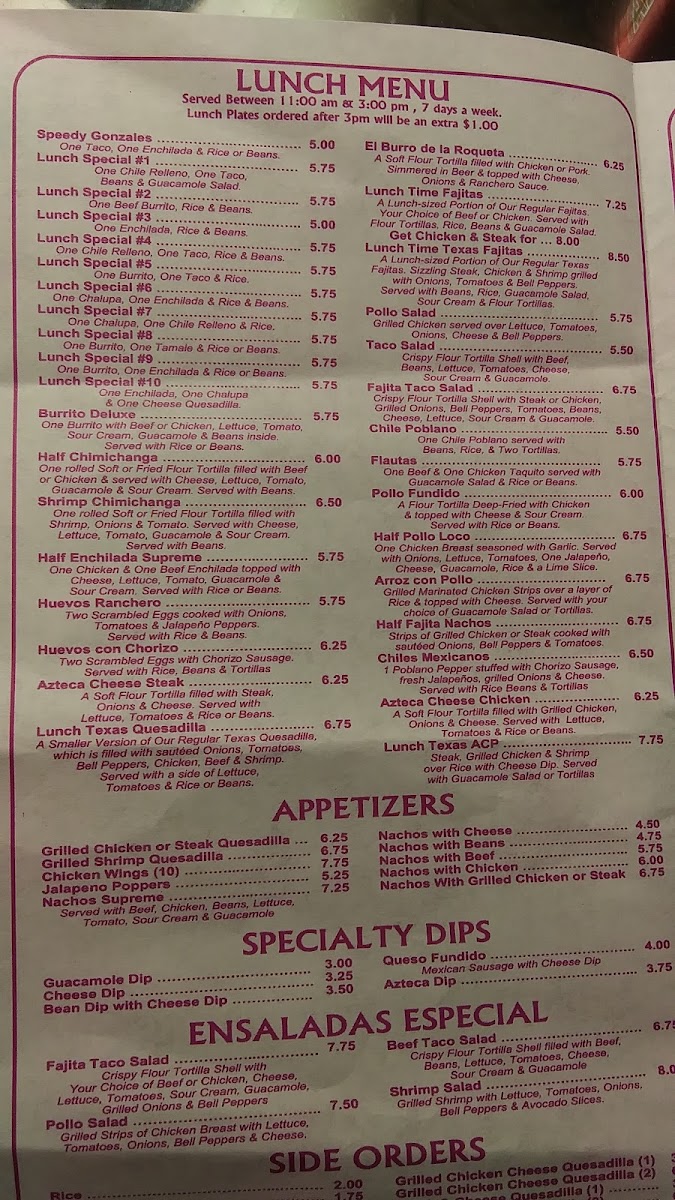 LUNCH MENU
Served Between 11:00 am & 3:00 pm , 7 days a week.
Lunch Plates ordered after 3pm will be an extra $1.00
Speedy Gonzales 5.00
One Taco, One Enchilada & Rice or Beans.
Lunch Special #1 5.75
One Chile Relleno, One Taco,
Beans & Guacamole Salad.
Lunch Special #2 5.75
One Beef Burrito, Rice & Beans.
Lunch Special #3 5.00
One Enchilada, Rice & Beans.
Lunch Special #4 5.75
One Chile Relleno, One Taco, Rice & Beans.
Lunch Special #5 5.75
One Burrito, One Taco & Rice.
Lunch Special #6 5.75
One Chalupa, One Enchilada & Rice & Beans.
Lunch Special #7 5.75
One Chalupa, One Chile Relleno & Rice.
Lunch Special #8 5.75
One Burrito, One Tamale & Rice or Beans.
Lunch Special #9 5.75
One Burrito, One Enchilada & Rice or Beans.
Lunch Special #10 5.75
One Enchilada, One Chalupa
& One Cheese Quesadilla.
Burrito Deluxe 5.75
One Burrito with Beef or Chicken, Lettuce, Tomato,
Sour Cream, Guacamole & Beans inside.
Served with Rice or Beans.
Half Chimichanga 6.00
One rolled Soft or Fried Flour Tortilla filled with Beef
or Chicken & served with Cheese, Lettuce, Tomato,
Guacamole & Sour Cream. Served with Beans.
Shrimp Chimichanga 6.50
One rolled Soft or Fried Flour Tortilla filled with
Shrimp, Onions & Tomato. Served with Cheese,
Lettuce, Tomato, Guacamole & Sour Cream.
Served with Beans.
Half Enchilada Supreme 5.75
One Chicken & One Beef Enchilada topped with
Cheese, Lettuce, Tomato, Guacamole &
Sour Cream. Served with Rice or Beans.
Huevos Ranchero 5.75
Two Scrambled Eggs cooked with Onions,
Tomatoes & Jalapeño Peppers.
Served with Rice & Beans.
Huevos con Chorizo 6.25
Two Scrambled Eggs with Chorizo Sausage.
Served with Rice, Beans & Tortillas
Azteca Cheese Steak 6.25
A Soft Flour Tortilla filled with Steak,
Onions & Cheese. Served with
Lettuce, Tomatoes & Rice or Beans.
Lunch Texas Quesadilla 6.75
A Smaller Version of Our Regular Texas Quesadilla,
which is filled with sautéed Onions, Tomatoes,
Bell Peppers, Chicken, Beef & Shrimp.
Served with a side of Lettuce,
Tomatoes & Rice or Beans.
El Burro de la Roqueta 6.25
A Soft Flour Tortilla filled with Chicken or Pork.
Simmered in Beer & topped with Cheese,
Onions & Ranchero Sauce.
Lunch Time Fajitas 7.25
A Lunch-sized Portion of Our Regular Fajitas.
Your Choice of Beef or Chicken. Served with
Flour Tortillas, Rice, Beans & Guacamole Salad.
Get Chicken & Steak for ... 8.00
Lunch Time Texas Fajitas 8.50
A Lunch-sized Portion of Our Regular Texas
Fajitas. Sizzling Steak, Chicken & Shrimp grilled
with Onions, Tomatoes & Bell Peppers.
Served with Beans, Rice, Guacamole Salad,
Sour Cream & Flour Tortillas.
Pollo Salad 5.75
Grilled Chicken served over Lettuce, Tomatoes,
Onions, Cheese & Bell Peppers.
Taco Salad 5.50
Crispy Flour Tortilla Shell with Beef,
Beans, Lettuce, Tomatoes, Cheese,
Sour Cream & Guacamole.
Fajita Taco Salad 6.75
Crispy Flour Tortilla Shell with Steak or Chicken,
Grilled Onions, Bell Peppers, Tomatoes, Beans,
Cheese, Lettuce, Sour Cream & Guacamole.
Chile Poblano 5.50
One Chile Poblano served with
Beans, Rice, & Two Tortillas.
Flautas 5.75
One Beef & One Chicken Taquito served with
Guacamole Salad & Rice or Beans.
Pollo Fundido 6.00
A Flour Tortilla Deep-Fried with Chicken
& topped with Cheese & Sour Cream.
Served with Rice or Beans.
Half Pollo Loco 6.75
One Chicken Breast seasoned with Garlic. Served
with Onions, Lettuce, Tomatoes, One Jalapeño,
Cheese, Guacamole, Rice & a Lime Slice.
Arroz con Pollo 6.75
Grilled Marinated Chicken Strips over a layer of
Rice & topped with Cheese. Served with your
choice of Guacamole Salad or Tortillas.
Half Fajita Nachos 6.75
Strips of Grilled Chicken or Steak cooked with
sautéed Onions, Bell Peppers & Tomatoes.
Chiles Mexicanos 6.50
1 Poblano Pepper stuffed with Chorizo Sausage,
fresh Jalapeños, grilled Onions & Cheese.
Served with Rice Beans & Tortillas
Azteca Cheese Chicken 6.25
A Soft Flour Tortilla filled with Grilled Chicken,
Onions & Cheese. Served with Lettuce,
Tomatoes & Rice or Beans.
Lunch Texas ACP 7.75
Steak, Grilled Chicken & Shrimp
over Rice with Cheese Dip. Served
with Guacamole Salad or Tortillas
APPETIZERS
Grilled Chicken or Steak Quesadilla ... 6.25
Grilled Shrimp Quesadilla 6.75
Chicken Wings (10) 7.75
Jalapeno Poppers 5.25
Nachos Supreme 7.25
Served with Beef, Chicken, Beans, Lettuce,
Tomato, Sour Cream & Guacamole
Nachos with Cheese 4.50
Nachos with Beans 4.75
Nachos with Beef 5.75
Nachos with Chicken 6.00
Nachos With Grilled Chicken or Steak 6.75
SPECIALTY DIPS
Guacamole Dip 3.00
Cheese Dip 3.25
Bean Dip with Cheese Dip 3.50
Queso Fundido 4.00
Mexican Sausage with Cheese Dip
Azteca Dip 3.75
ENSALADAS ESPECIAL
Fajita Taco Salad 7.75
Crispy Flour Tortilla Shell with
Your Choice of Beef or Chicken, Cheese,
Lettuce, Tomatoes, Sour Cream, Guacamole,
Grilled Onions & Bell Peppers
Pollo Salad 7.50
Grilled Strips of Chicken Breast with Lettuce,
Tomatoes, Onions, Bell Peppers & Cheese.
Beef Taco Salad 6.75
Crispy Flour Tortilla Shell filled with Beef,
Beans, Lettuce, Tomatoes, Cheese,
Sour Cream & Guacamole
Shrimp Salad 8.0
Grilled Shrimp with Lettuce, Tomatoes, Onions,
Bell Peppers & Avocado Slices.
SIDE ORDERS
Rice 2.00
1.75
Grilled Chicken Cheese Quesadilla (1)
Grilled Chicken Cheese Quesadilla (2)
Quesadilla (1)